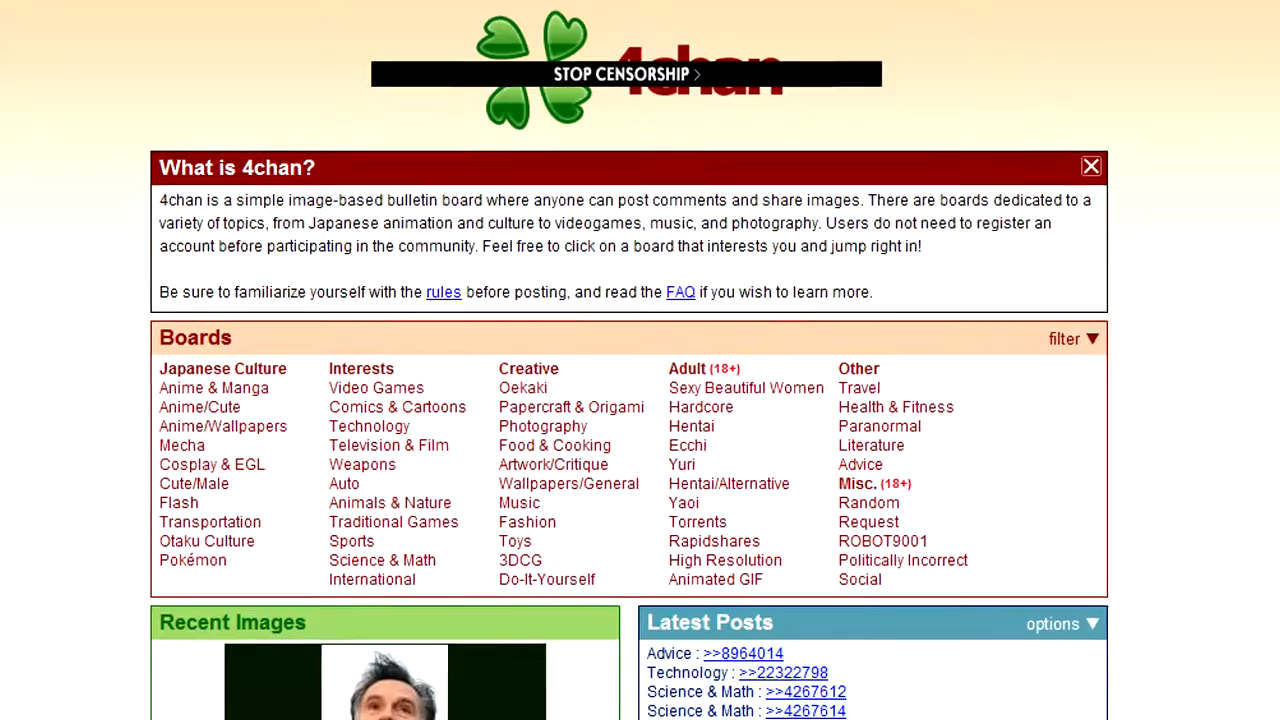 4chan
STOP CENSORSHIP >
What is 4chan?
4chan is a simple image-based bulletin board where anyone can post comments and share images. There are boards dedicated to a
variety of topics, from Japanese animation and culture to videogames, music, and photography. Users do not need to register an
account before participating in the community. Feel free to click on a board that interests you and jump right in!
Be sure to familiarize yourself with the rules before posting, and read the FAQ if you wish to learn more.
Boards
filter ▼
Japanese Culture
Anime & Manga
Anime/Cute
Anime/Wallpapers
Mecha
Cosplay & EGL
Cute/Male
Flash
Transportation
Otaku Culture
Pokémon
Interests
Video Games
Comics & Cartoons
Technology
Television & Film
Weapons
Auto
Animals & Nature
Traditional Games
Sports
Science & Math
International
Creative
Oekaki
Papercraft & Origami
Photography
Food & Cooking
Artwork/Critique
Wallpapers/General
Music
Fashion
Toys
3DCG
Do-It-Yourself
Adult (18+)
Sexy Beautiful Women
Hardcore
Hentai
Ecchi
Yuri
Hentai/Alternative
Yaoi
Torrents
Rapidshares
High Resolution
Animated GIF
Other
Travel
Health & Fitness
Paranormal
Literature
Advice
Misc. (18+)
Random
Request
ROBOT9001
Politically Incorrect
Social
Recent Images
Latest Posts
options ▼
Advice : >>8964014
Technology : >>22322798
Science & Math : >>4267612
Science & Math : >>4267614